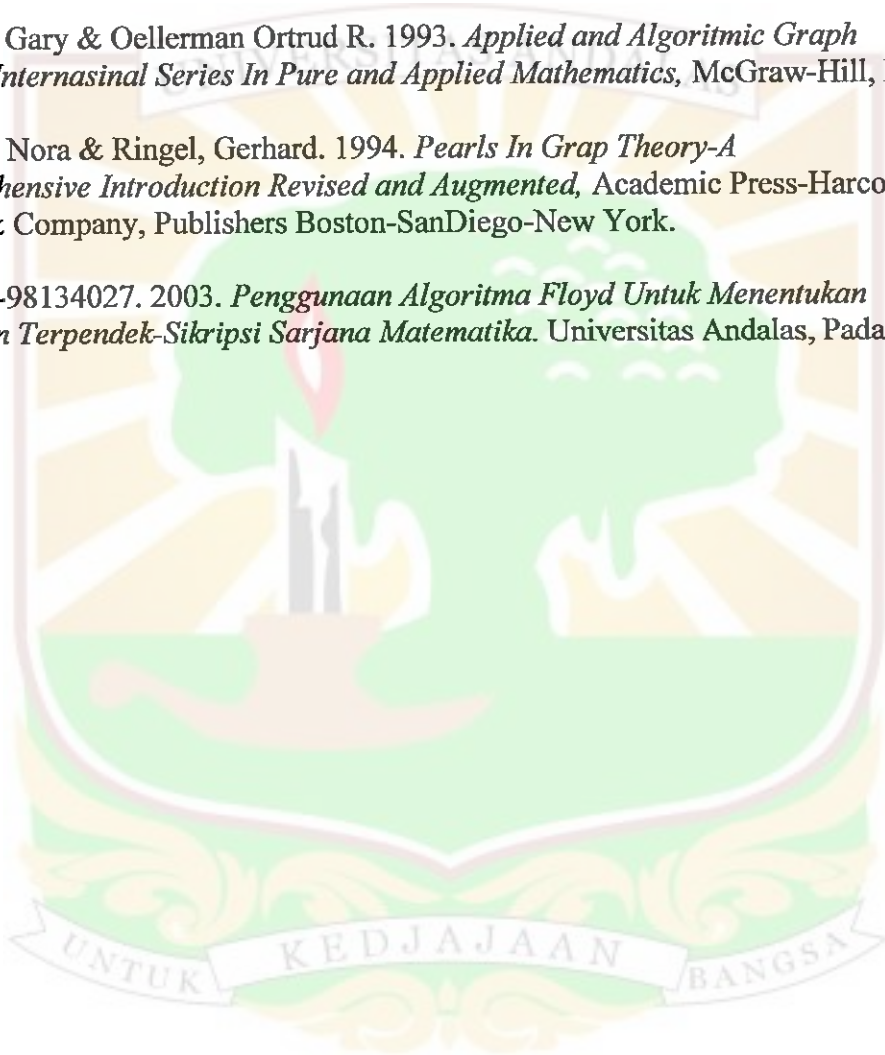 Gary & Oellerman Ortrud R. 1993. Applied and Algoritmic Graph
Internasinal Series In Pure and Applied Mathematics, McGraw-Hill,
Nora & Ringel, Gerhard. 1994. Pearls In Grap Theory-A
hensive Introduction Revised and Augmented, Academic Press-Harco
Company, Publishers Boston-SanDiego-New York.
-98134027. 2003. Penggunaan Algoritma Floyd Untuk Menentukan
n Terpendek-Sikripsi Sarjana Matematika. Universitas Andalas, Pada
UNIVERSITAS ANDALAS
UNTUK KEDJAJAAN BANGSA